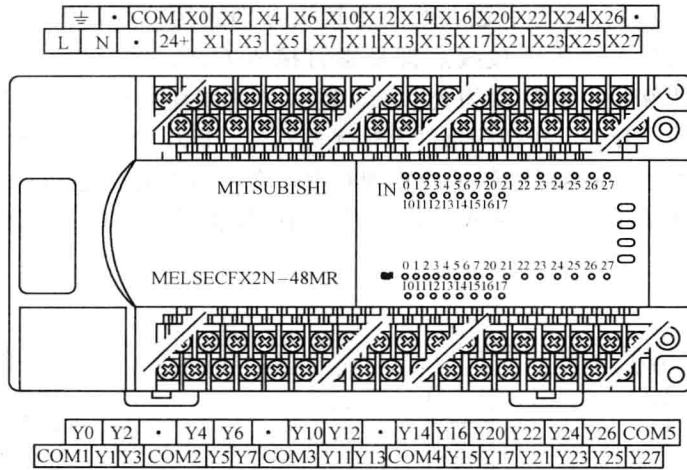 ⏚ • COM X0 X2 X4 X6 X10 X12 X14 X16 X20 X22 X24 X26 •
L N • 24+ X1 X3 X5 X7 X11 X13 X15 X17 X21 X23 X25 X27
MITSUBISHI
IN
0 1 2 3 4 5 6 7 20 21 22 23 24 25 26 27
10 11 12 13 14 15 16 17
MELSECFX2N-48MR
0 1 2 3 4 5 6 7 20 21 22 23 24 25 26 27
10 11 12 13 14 15 16 17
Y0 Y2 • Y4 Y6 • Y10 Y12 • Y14 Y16 Y20 Y22 Y24 Y26 COM5
COM1 Y1 Y3 COM2 Y5 Y7 COM3 Y11 Y13 COM4 Y15 Y17 Y21 Y23 Y25 Y27